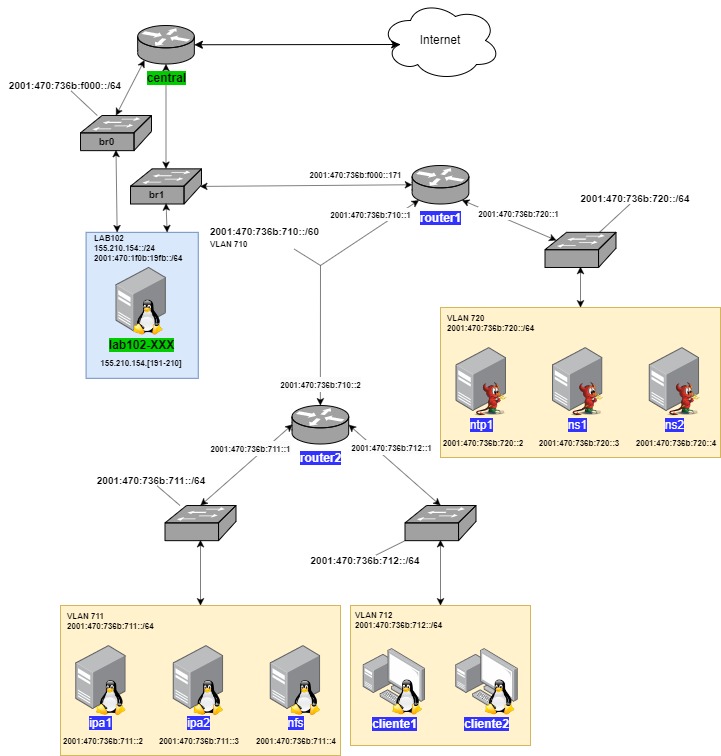 Internet
central
2001:470:736b:f000::/64
br0
br1
2001:470:736b:f000::171
router1
2001:470:736b:710::1
2001:470:736b:720::1
2001:470:736b:720::/64
2001:470:736b:710::/60
VLAN 710
LAB102
155.210.154::/24
2001:470:1f0b:19fb::/64
lab102-XXX
155.210.154.[191-210]
VLAN 720
2001:470:736b:720::/64
ntp1
ns1
ns2
2001:470:736b:720::2
2001:470:736b:720::3
2001:470:736b:720::4
2001:470:736b:710::2
router2
2001:470:736b:711::1
2001:470:736b:712::1
2001:470:736b:711::/64
2001:470:736b:712::/64
VLAN 711
2001:470:736b:711::/64
ipa1
ipa2
nfs
2001:470:736b:711::2
2001:470:736b:711::3
2001:470:736b:711::4
VLAN 712
2001:470:736b:712::/64
cliente1
cliente2